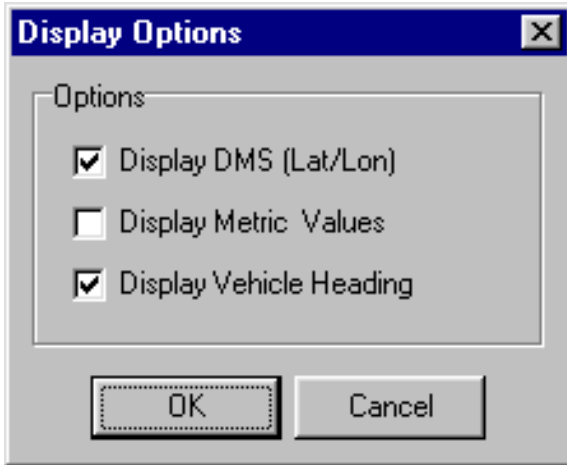 Display Options
Options
Display DMS (Lat/Lon)
Display Metric  Values
Display Vehicle Heading
OK
Cancel